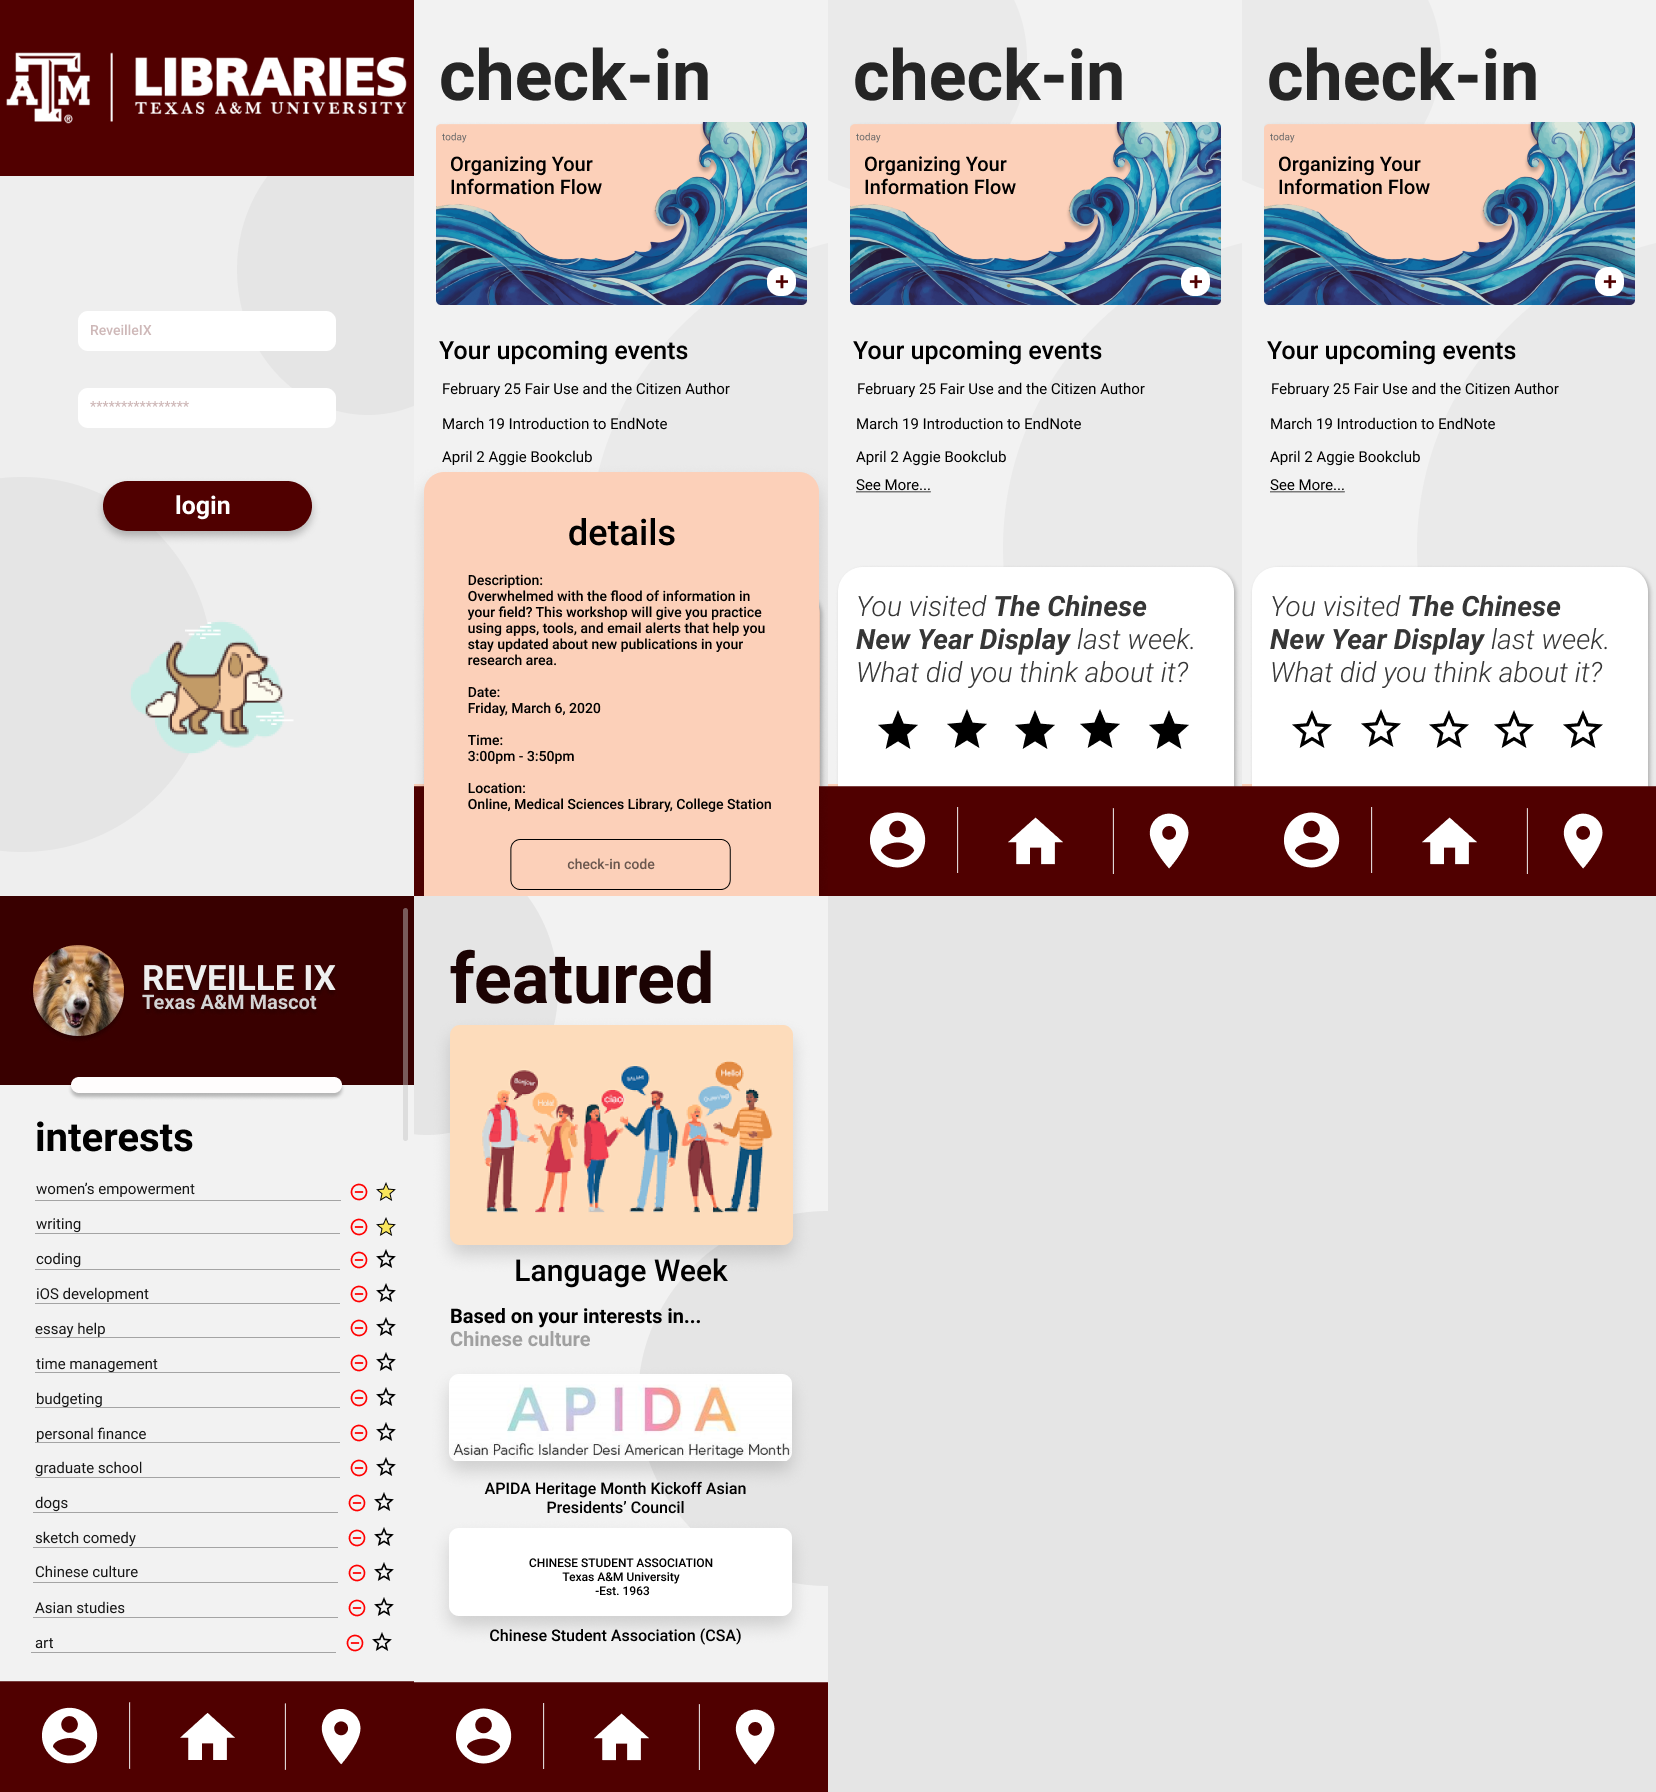 ATM ® LIBRARIES
TEXAS A&M UNIVERSITY
ReveilleIX
****************
login
check-in
today
Organizing Your
Information Flow
+
Your upcoming events
February 25 Fair Use and the Citizen Author
March 19 Introduction to EndNote
April 2 Aggie Bookclub
details
Description:
Overwhelmed with the flood of information in
your field? This workshop will give you practice
using apps, tools, and email alerts that help you
stay updated about new publications in your
research area.
Date:
Friday, March 6, 2020
Time:
3:00pm - 3:50pm
Location:
Online, Medical Sciences Library, College Station
check-in code
check-in
today
Organizing Your
Information Flow
+
Your upcoming events
February 25 Fair Use and the Citizen Author
March 19 Introduction to EndNote
April 2 Aggie Bookclub
See More...
You visited The Chinese
New Year Display last week.
What did you think about it?
check-in
today
Organizing Your
Information Flow
+
Your upcoming events
February 25 Fair Use and the Citizen Author
March 19 Introduction to EndNote
April 2 Aggie Bookclub
See More...
You visited The Chinese
New Year Display last week.
What did you think about it?
REVEILLE IX
Texas A&M Mascot
interests
women's empowerment
writing
coding
iOS development
essay help
time management
budgeting
personal finance
graduate school
dogs
sketch comedy
Chinese culture
Asian studies
art
featured
Bonjour
Hola!
ciao
Hello!
Language Week
Based on your interests in...
Chinese culture
APIDA
Asian Pacific Islander Desi American Heritage Month
APIDA Heritage Month Kickoff Asian
Presidents' Council
CHINESE STUDENT ASSOCIATION
Texas A&M University
-Est. 1963
Chinese Student Association (CSA)